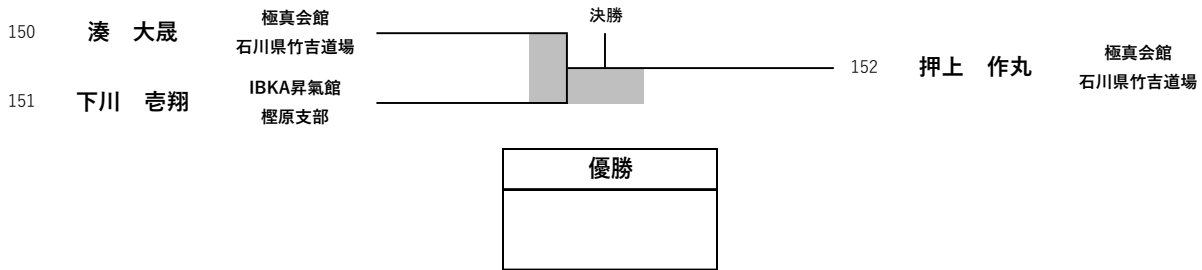 150 湊 大晟 極真会館
石川県竹吉道場
151 下川 壱翔 IBKA昇氣館
樫原支部
決勝
152 押上 作丸 極真会館
石川県竹吉道場
優勝